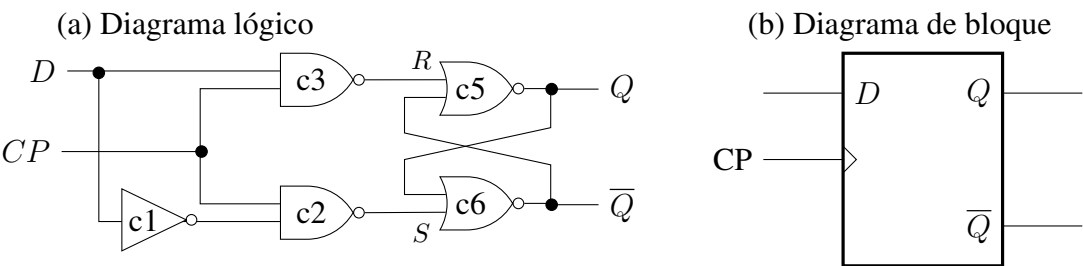 (a) Diagrama lógico
(b) Diagrama de bloque
D
c3
R
c5
Q
CP
c1
c2
S
c6
Q̅
D
Q
CP
Q̅